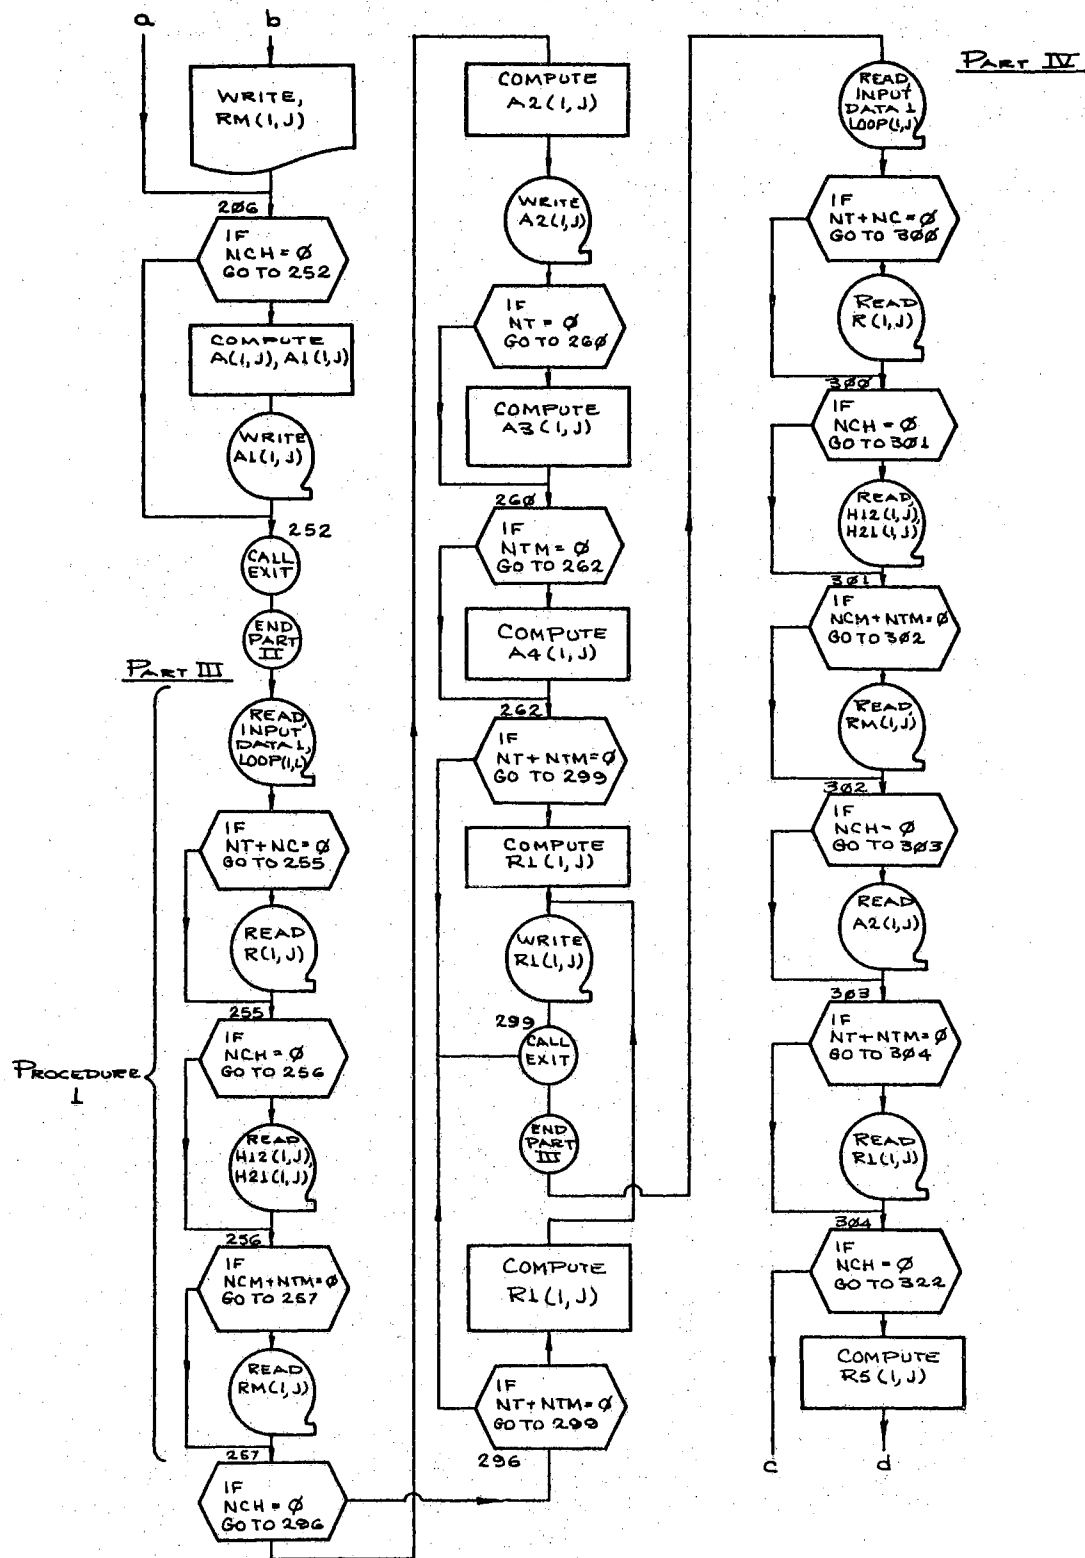 a
b
WRITE,
RM(I,J)
2Ø6
IF
NCH = Ø
GO TO 252
COMPUTE
A(I,J), A1(I,J)
WRITE
A1(I,J)
252
CALL
EXIT
END
PART
II
PART III
READ,
INPUT
DATA 1,
LOOP(I,L)
IF
NT+NC=Ø
GO TO 255
READ
R(I,J)
255
IF
NCH = Ø
GO TO 256
PROCEDURE
1
READ
H12(I,J),
H21(I,J)
256
IF
NCM+NTM=Ø
GO TO 257
READ
RM(I,J)
257
IF
NCH = Ø
GO TO 296
COMPUTE
A2(I,J)
WRITE
A2(I,J)
IF
NT = Ø
GO TO 26Ø
COMPUTE
A3(I,J)
26Ø
IF
NTM = Ø
GO TO 262
COMPUTE
A4(I,J)
262
IF
NT+NTM=Ø
GO TO 299
COMPUTE
R1(I,J)
WRITE
R1(I,J)
299
CALL
EXIT
END
PART
III
COMPUTE
R1(I,J)
IF
NT+NTM=Ø
GO TO 299
296
PART IV
READ,
INPUT
DATA 1
LOOP(I,J)
IF
NT+NC=Ø
GO TO 3ØØ
READ
R(I,J)
3ØØ
IF
NCH = Ø
GO TO 3Ø1
READ,
H12(I,J),
H21(I,J)
3Ø1
IF
NCM+NTM=Ø
GO TO 3Ø2
READ,
RM(I,J)
3Ø2
IF
NCH = Ø
GO TO 3Ø3
READ
A2(I,J)
3Ø3
IF
NT+NTM=Ø
GO TO 3Ø4
READ
R1(I,J)
3Ø4
IF
NCH = Ø
GO TO 322
COMPUTE
R5(I,J)
c
d